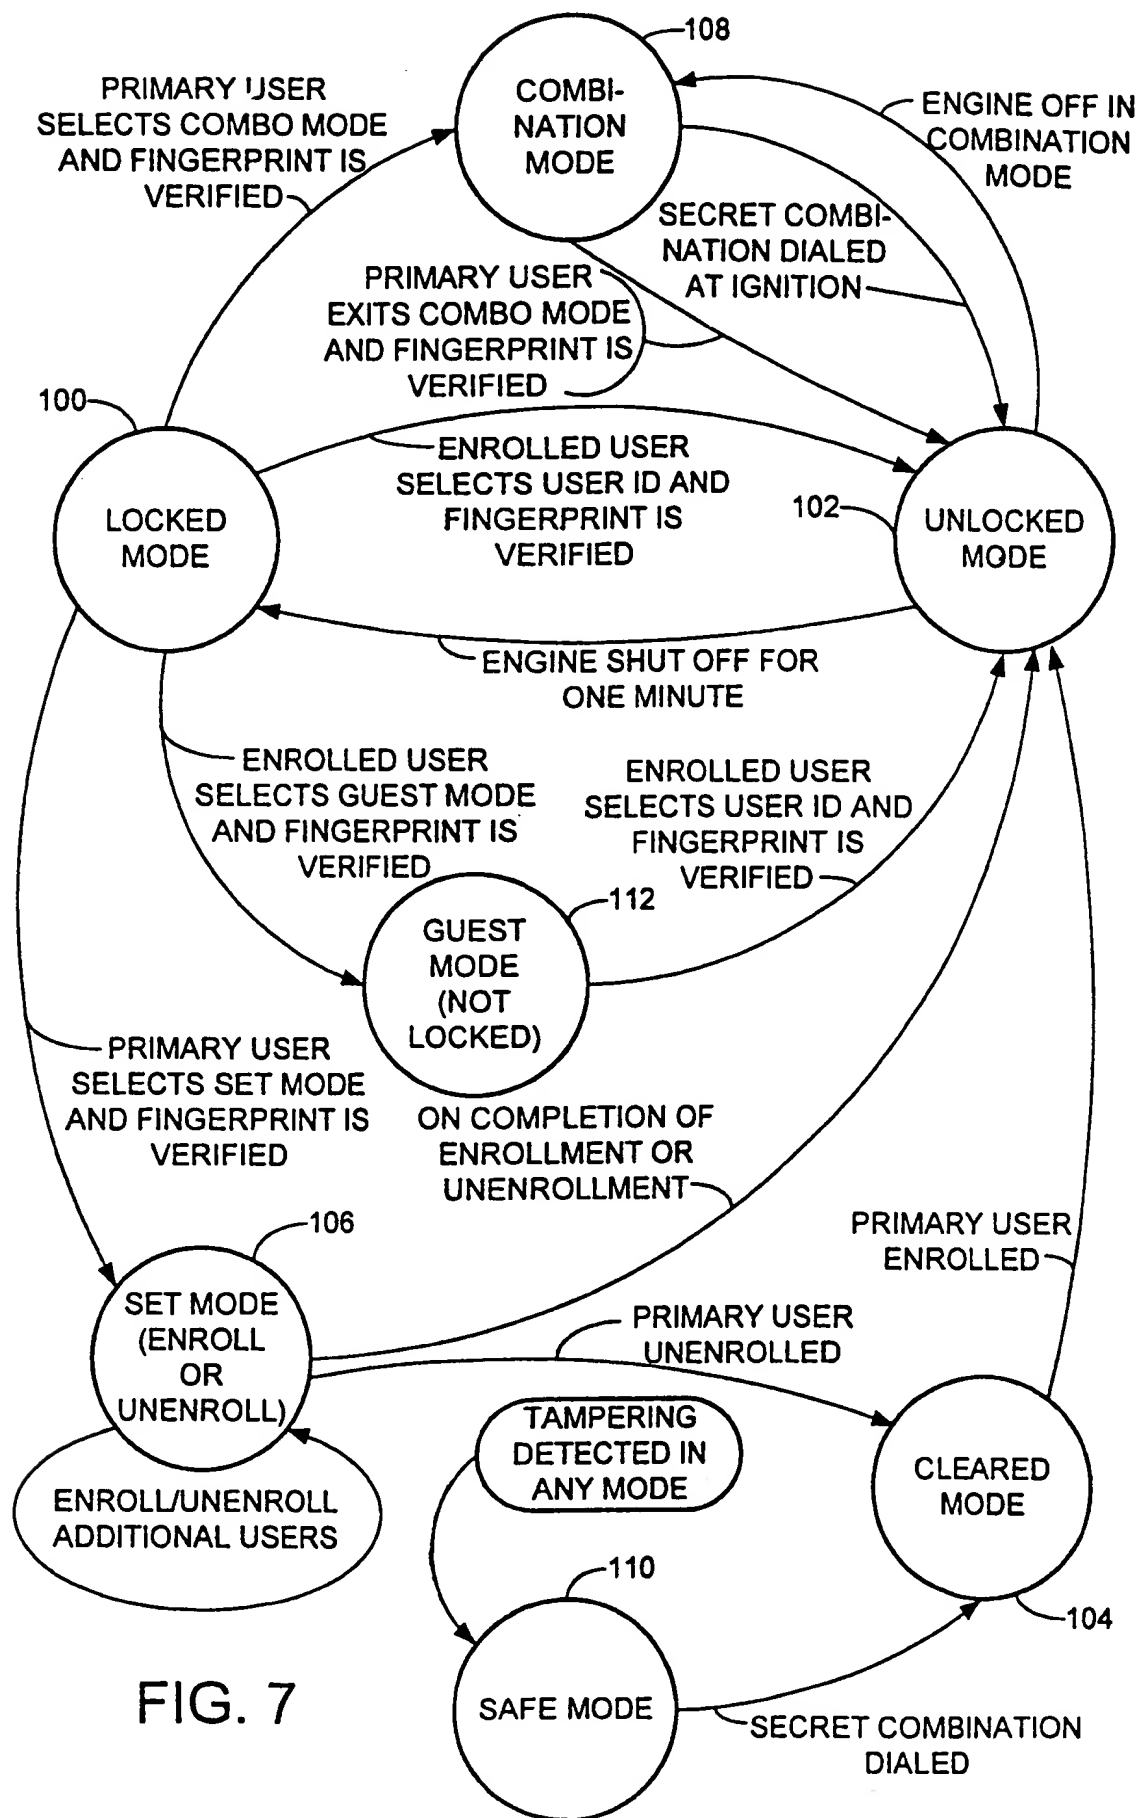 108
COMBI-
NATION
MODE
PRIMARY USER
SELECTS COMBO MODE
AND FINGERPRINT IS
VERIFIED
ENGINE OFF IN
COMBINATION
MODE
SECRET COMBI-
NATION DIALED
AT IGNITION
PRIMARY USER
EXITS COMBO MODE
AND FINGERPRINT IS
VERIFIED
100
LOCKED
MODE
ENROLLED USER
SELECTS USER ID AND
FINGERPRINT IS
VERIFIED
102
UNLOCKED
MODE
ENGINE SHUT OFF FOR
ONE MINUTE
ENROLLED USER
SELECTS GUEST MODE
AND FINGERPRINT IS
VERIFIED
ENROLLED USER
SELECTS USER ID AND
FINGERPRINT IS
VERIFIED
112
GUEST
MODE
(NOT
LOCKED)
PRIMARY USER
SELECTS SET MODE
AND FINGERPRINT IS
VERIFIED
ON COMPLETION OF
ENROLLMENT OR
UNENROLLMENT
106
SET MODE
(ENROLL
OR
UNENROLL)
PRIMARY USER
ENROLLED
PRIMARY USER
UNENROLLED
TAMPERING
DETECTED IN
ANY MODE
CLEARED
MODE
104
ENROLL/UNENROLL
ADDITIONAL USERS
110
SAFE MODE
SECRET COMBINATION
DIALED
FIG. 7